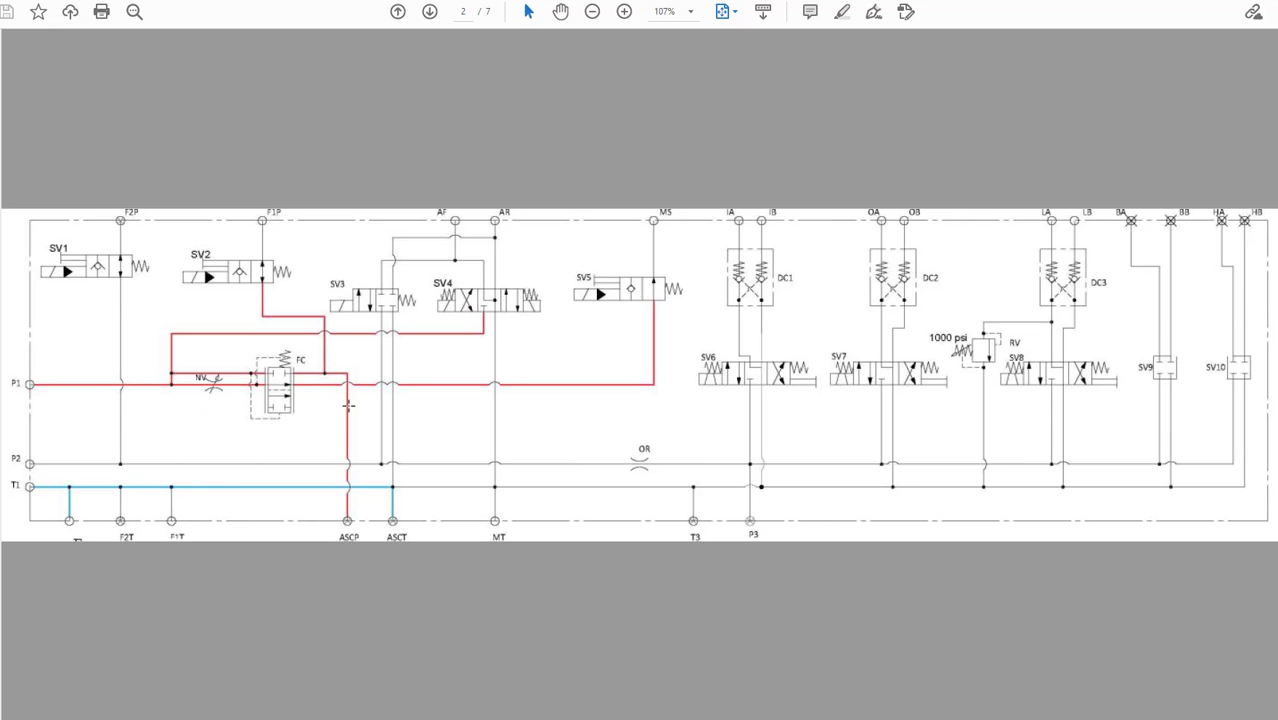 2 / 7 107%
F2P F1P AF AR MS IA IB OA OB LA LB BA BB HA HB
SV1
SV2
SV3
SV4
SV5
DC1
DC2
DC3
1000 psi
RV
FC
NV
P1
SV6
SV7
SV8
SV9
SV10
OR
P2
T1
F2T F1T ASCP ASCT MT T3 P3